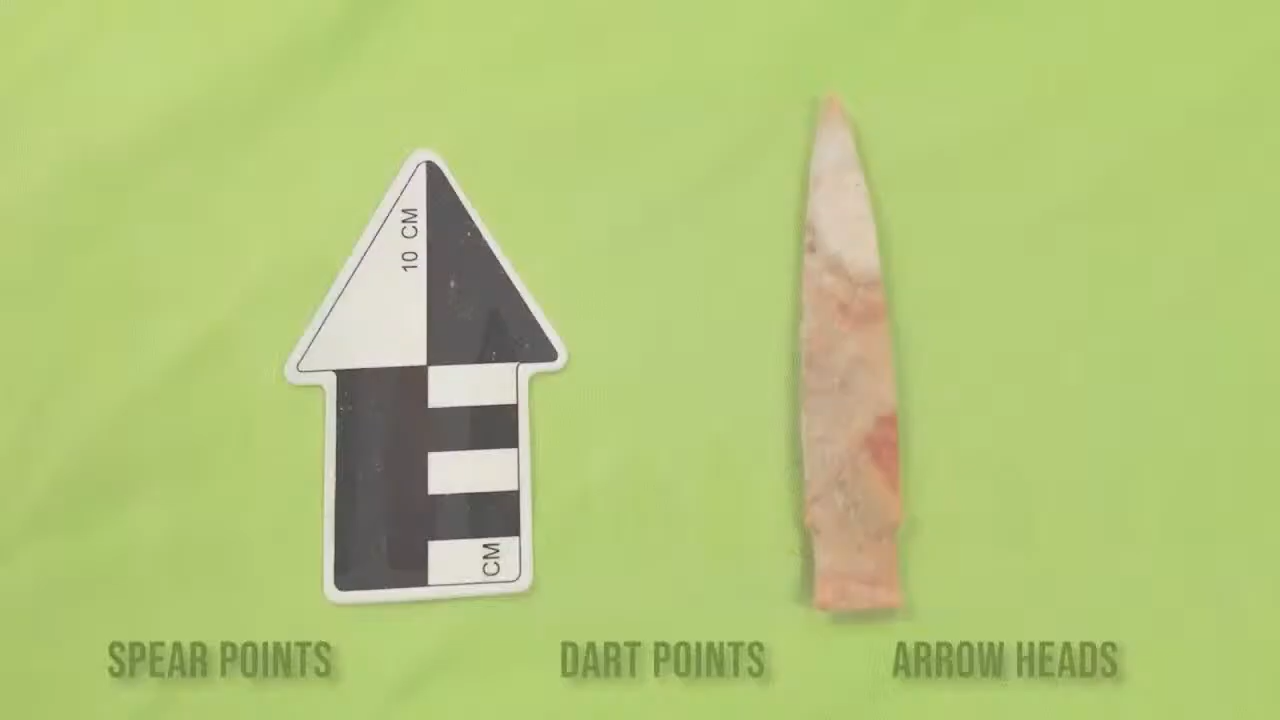 10 CM
CM
SPEAR POINTS
DART POINTS
ARROW HEADS